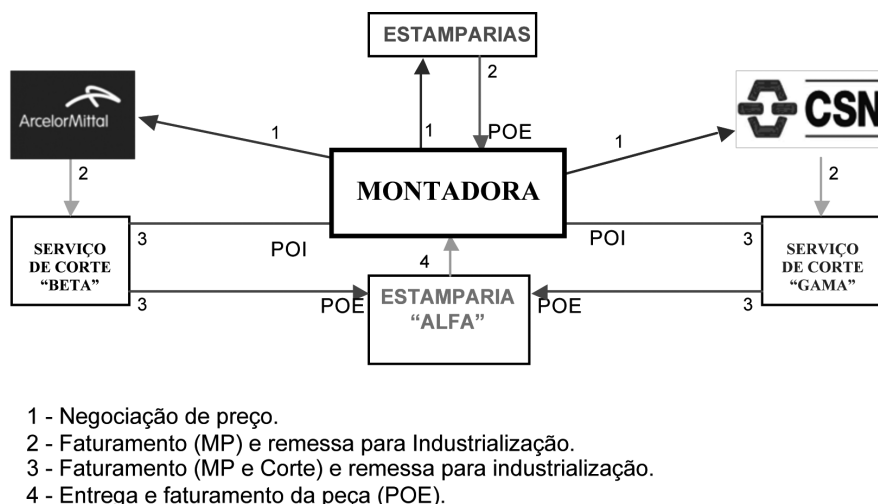 ESTAMPARIAS
2
1
POE
ArcelorMittal
1
1
CSN
MONTADORA
2
2
SERVIÇO
DE CORTE
“BETA”
3
POI
POI
3
SERVIÇO
DE CORTE
“GAMA”
4
3
POE
ESTAMPARIA
“ALFA”
POE
3
1 - Negociação de preço.
2 - Faturamento (MP) e remessa para Industrialização.
3 - Faturamento (MP e Corte) e remessa para industrialização.
4 - Entrega e faturamento da peça (POE).